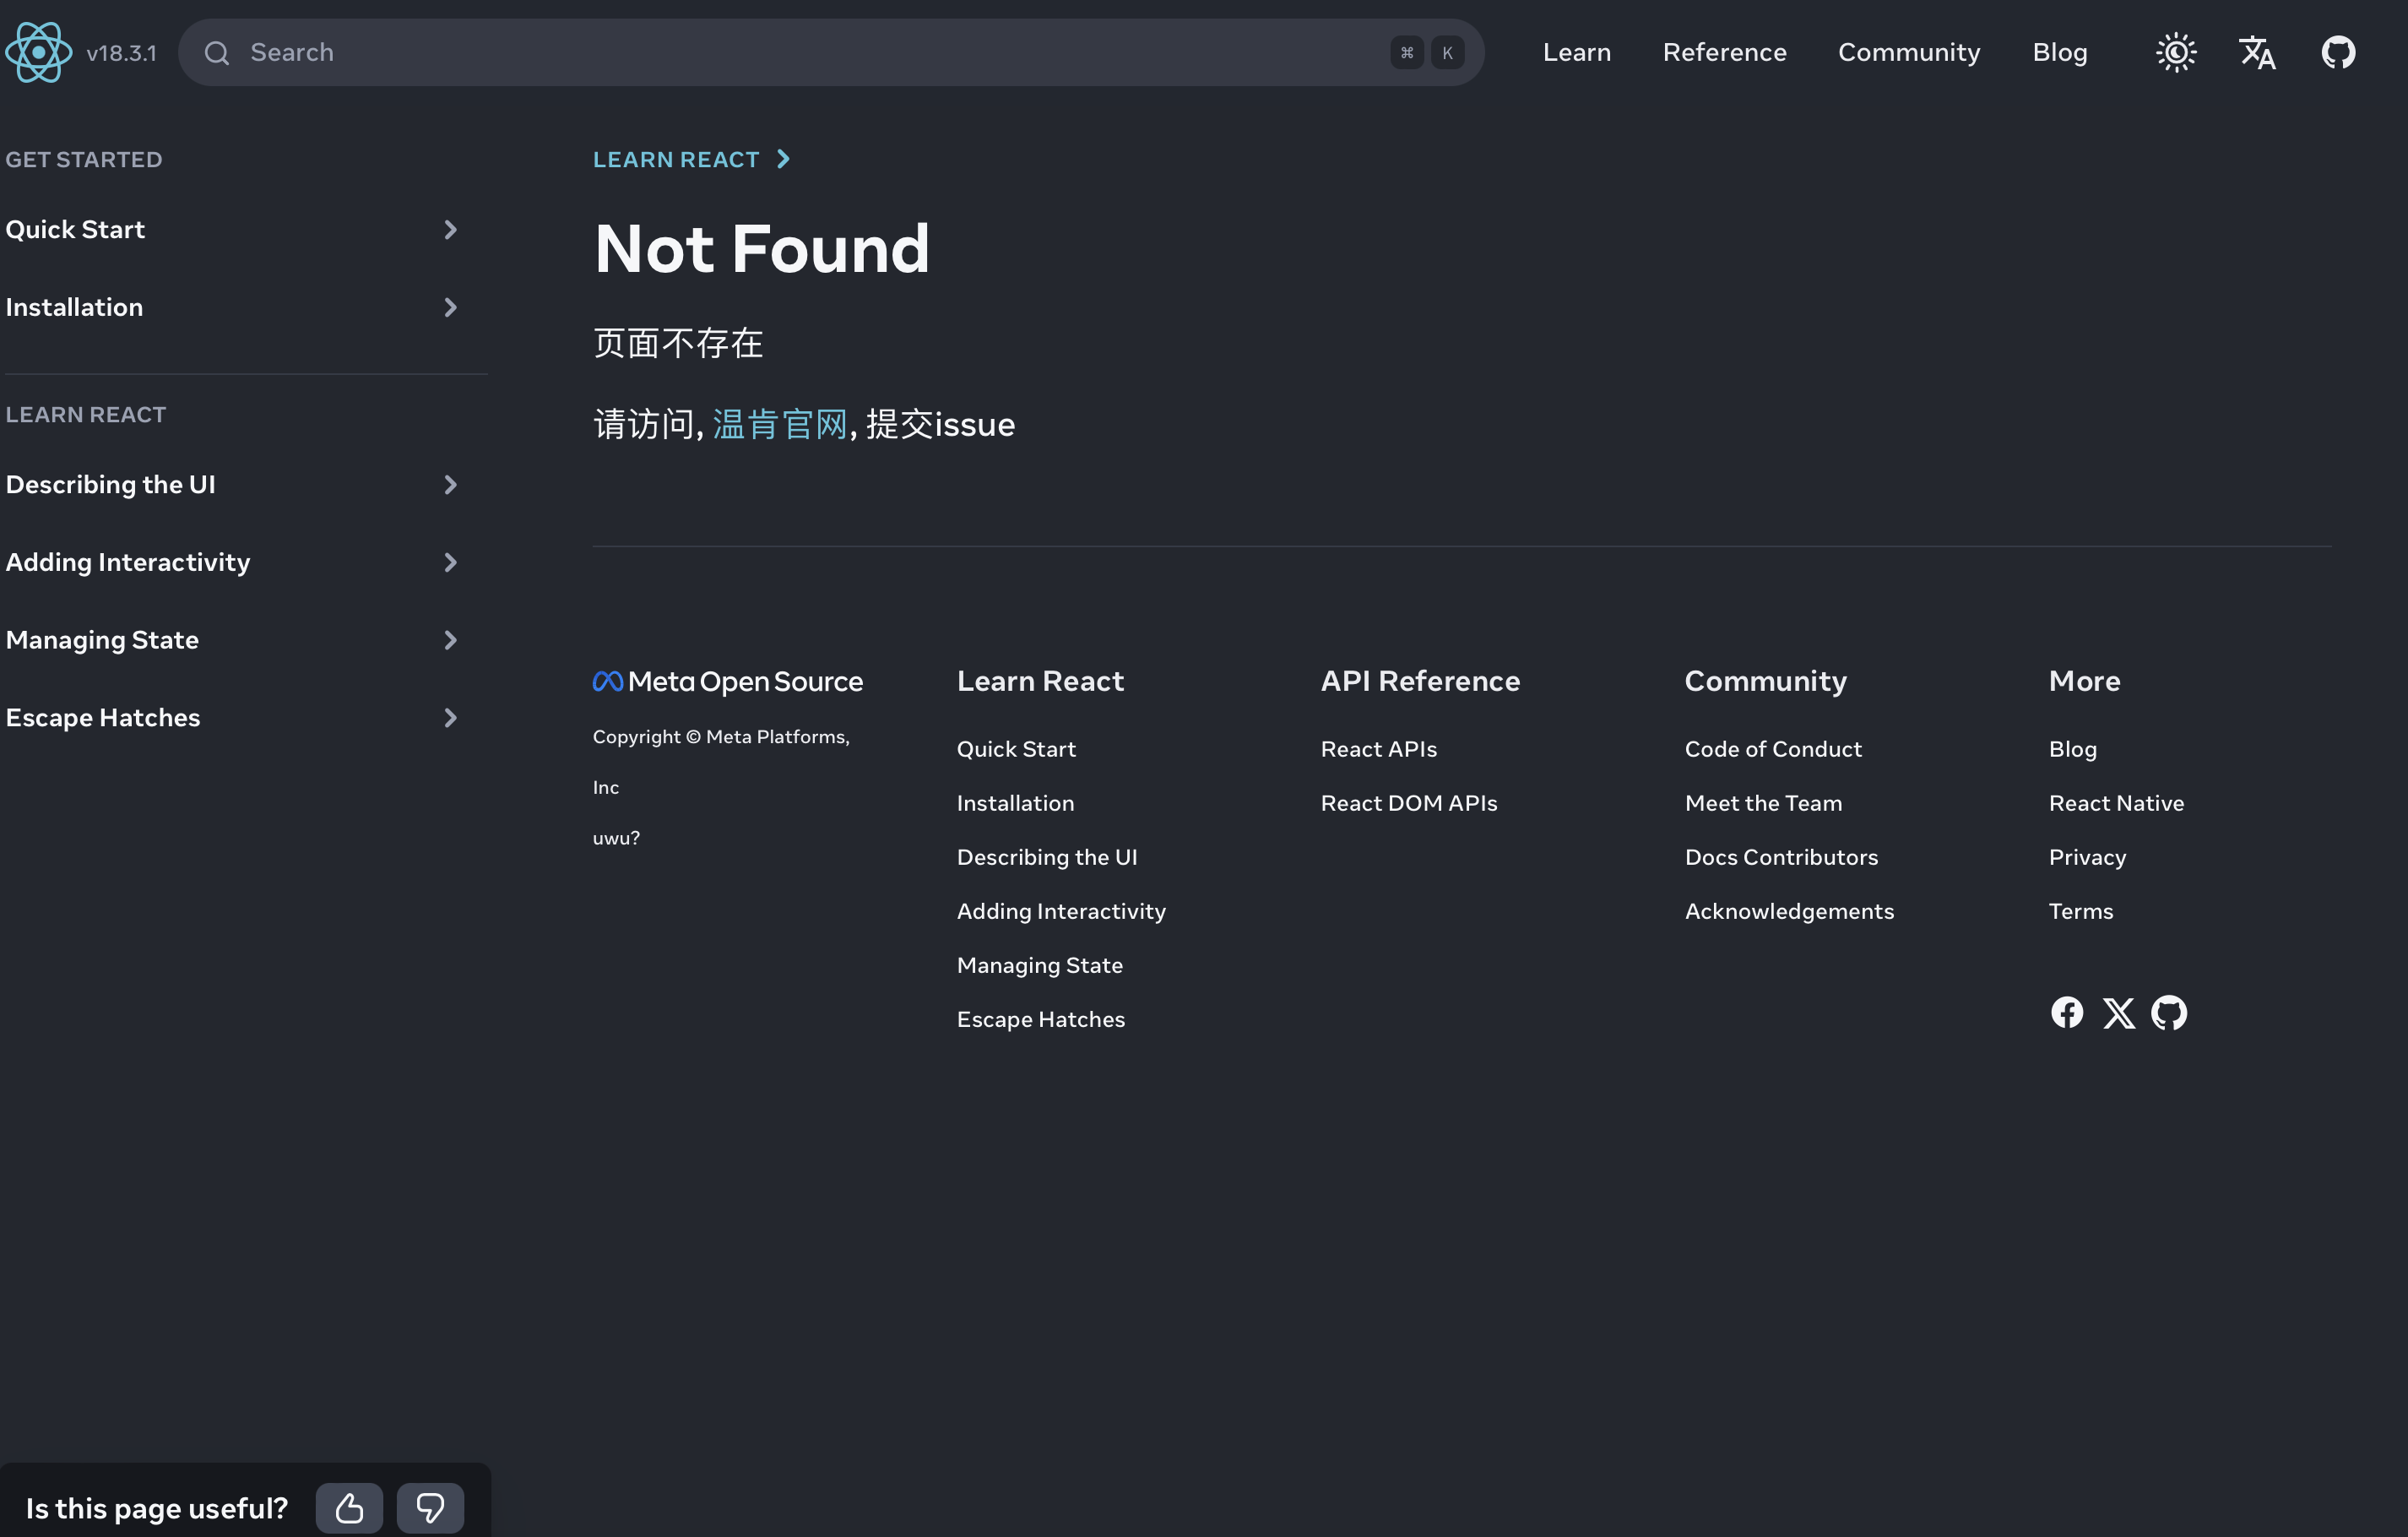 v18.3.1
Search
⌘ K
Learn
Reference
Community
Blog
GET STARTED
Quick Start
Installation
LEARN REACT
Describing the UI
Adding Interactivity
Managing State
Escape Hatches
LEARN REACT
Not Found
页面不存在
请访问, 温肯官网, 提交issue
Meta Open Source
Copyright © Meta Platforms,
Inc
uwu?
Learn React
Quick Start
Installation
Describing the UI
Adding Interactivity
Managing State
Escape Hatches
API Reference
React APIs
React DOM APIs
Community
Code of Conduct
Meet the Team
Docs Contributors
Acknowledgements
More
Blog
React Native
Privacy
Terms
Is this page useful?